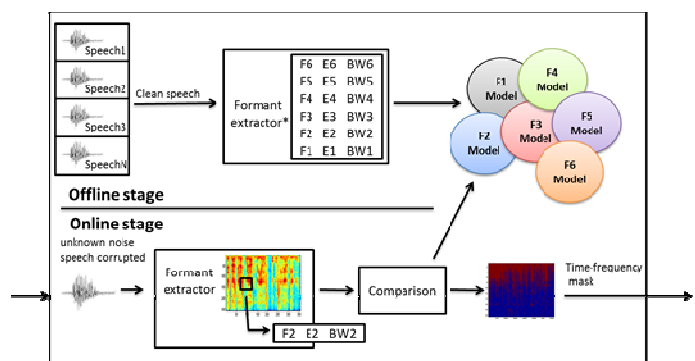 Speech1
Speech2
Speech3
SpeechN
Clean speech
Formant
extractor*
F6 E6 BW6
F5 E5 BW5
F4 E4 BW4
F3 E3 BW3
F2 E2 BW2
F1 E1 BW1
F1
Model
F4
Model
F2
Model
F3
Model
F5
Model
F6
Model
Offline stage
Online stage
unknown noise
speech corrupted
Formant
extractor
F2 E2 BW2
Comparison
Time-frequency
mask